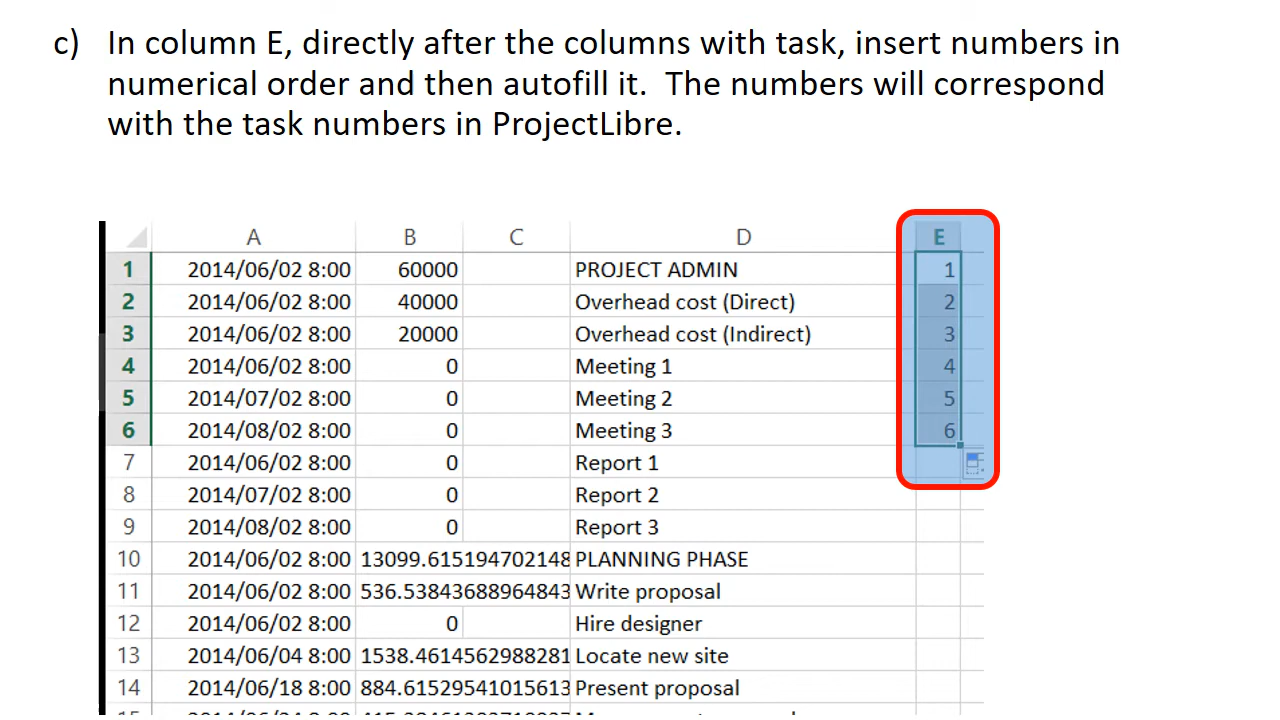 c) In column E, directly after the columns with task, insert numbers in
numerical order and then autofill it. The numbers will correspond
with the task numbers in ProjectLibre.
A B C D E
1 2014/06/02 8:00 60000 PROJECT ADMIN 1
2 2014/06/02 8:00 40000 Overhead cost (Direct) 2
3 2014/06/02 8:00 20000 Overhead cost (Indirect) 3
4 2014/06/02 8:00 0 Meeting 1 4
5 2014/07/02 8:00 0 Meeting 2 5
6 2014/08/02 8:00 0 Meeting 3 6
7 2014/06/02 8:00 0 Report 1
8 2014/07/02 8:00 0 Report 2
9 2014/08/02 8:00 0 Report 3
10 2014/06/02 8:00 13099.615194702148 PLANNING PHASE
11 2014/06/02 8:00 536.53843688964843 Write proposal
12 2014/06/02 8:00 0 Hire designer
13 2014/06/04 8:00 1538.4614562988281 Locate new site
14 2014/06/18 8:00 884.61529541015613 Present proposal